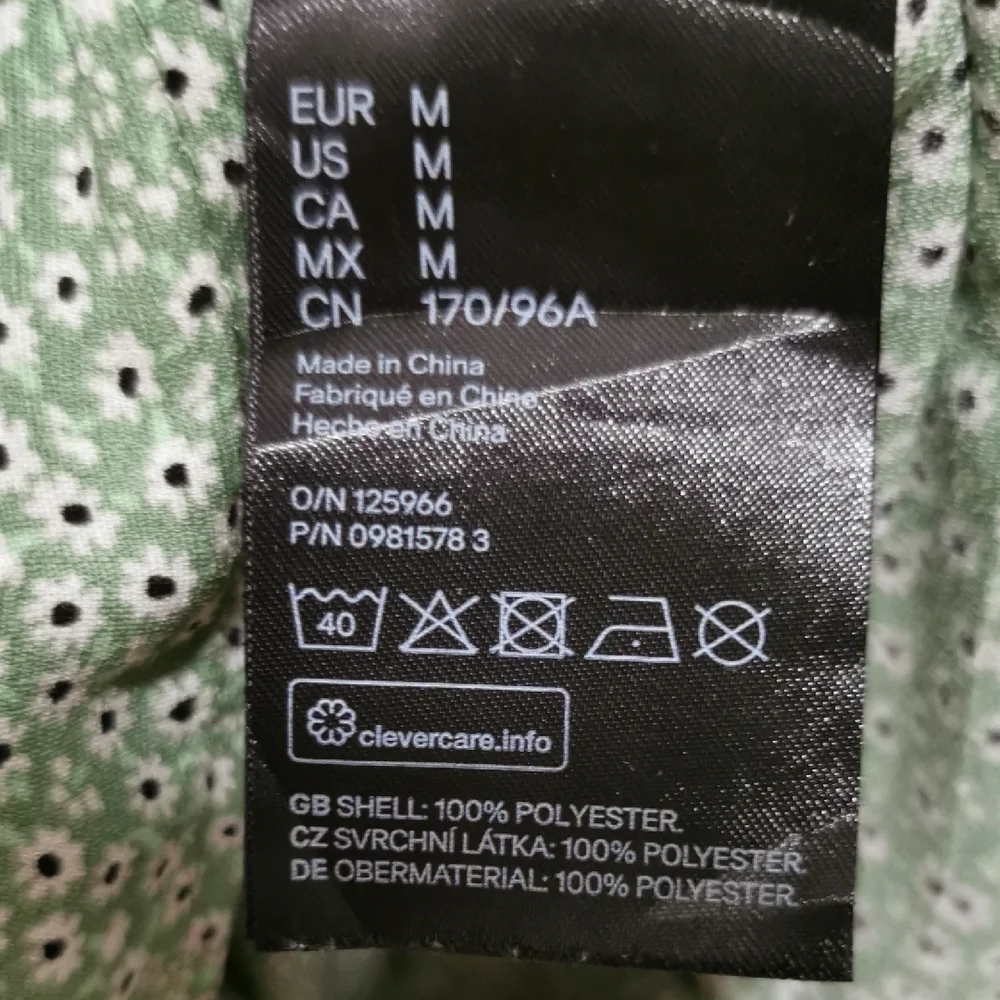 EUR M
US M
CA M
MX M
CN 170/96A
Made in China
Fabriqué en Chine
Hecho en China
O/N 125966
P/N 0981578 3
40
clevercare.info
GB SHELL: 100% POLYESTER.
CZ SVRCHNÍ LÁTKA: 100% POLYESTER.
DE OBERMATERIAL: 100% POLYESTER.